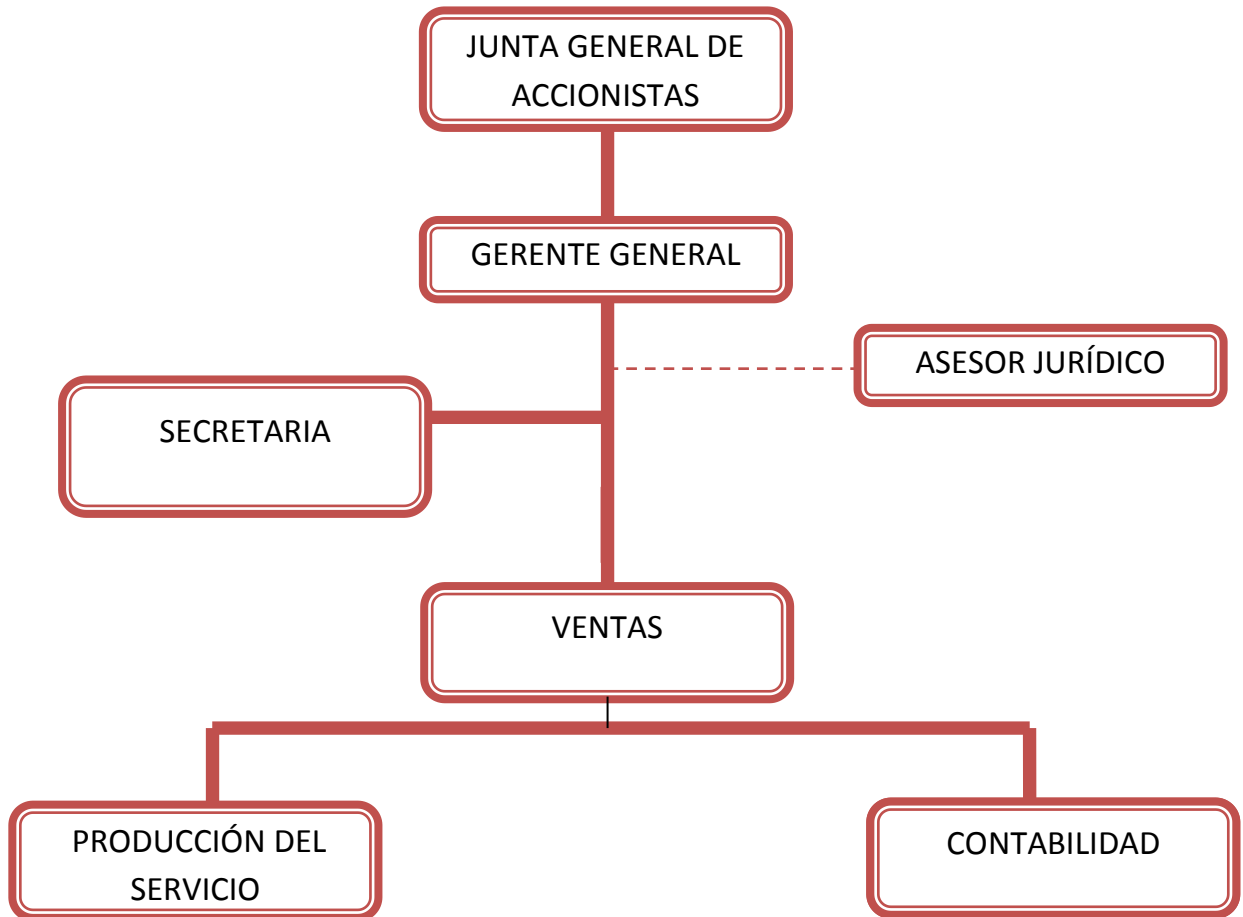 JUNTA GENERAL DE
ACCIONISTAS
GERENTE GENERAL
ASESOR JURÍDICO
SECRETARIA
VENTAS
PRODUCCIÓN DEL
SERVICIO
CONTABILIDAD